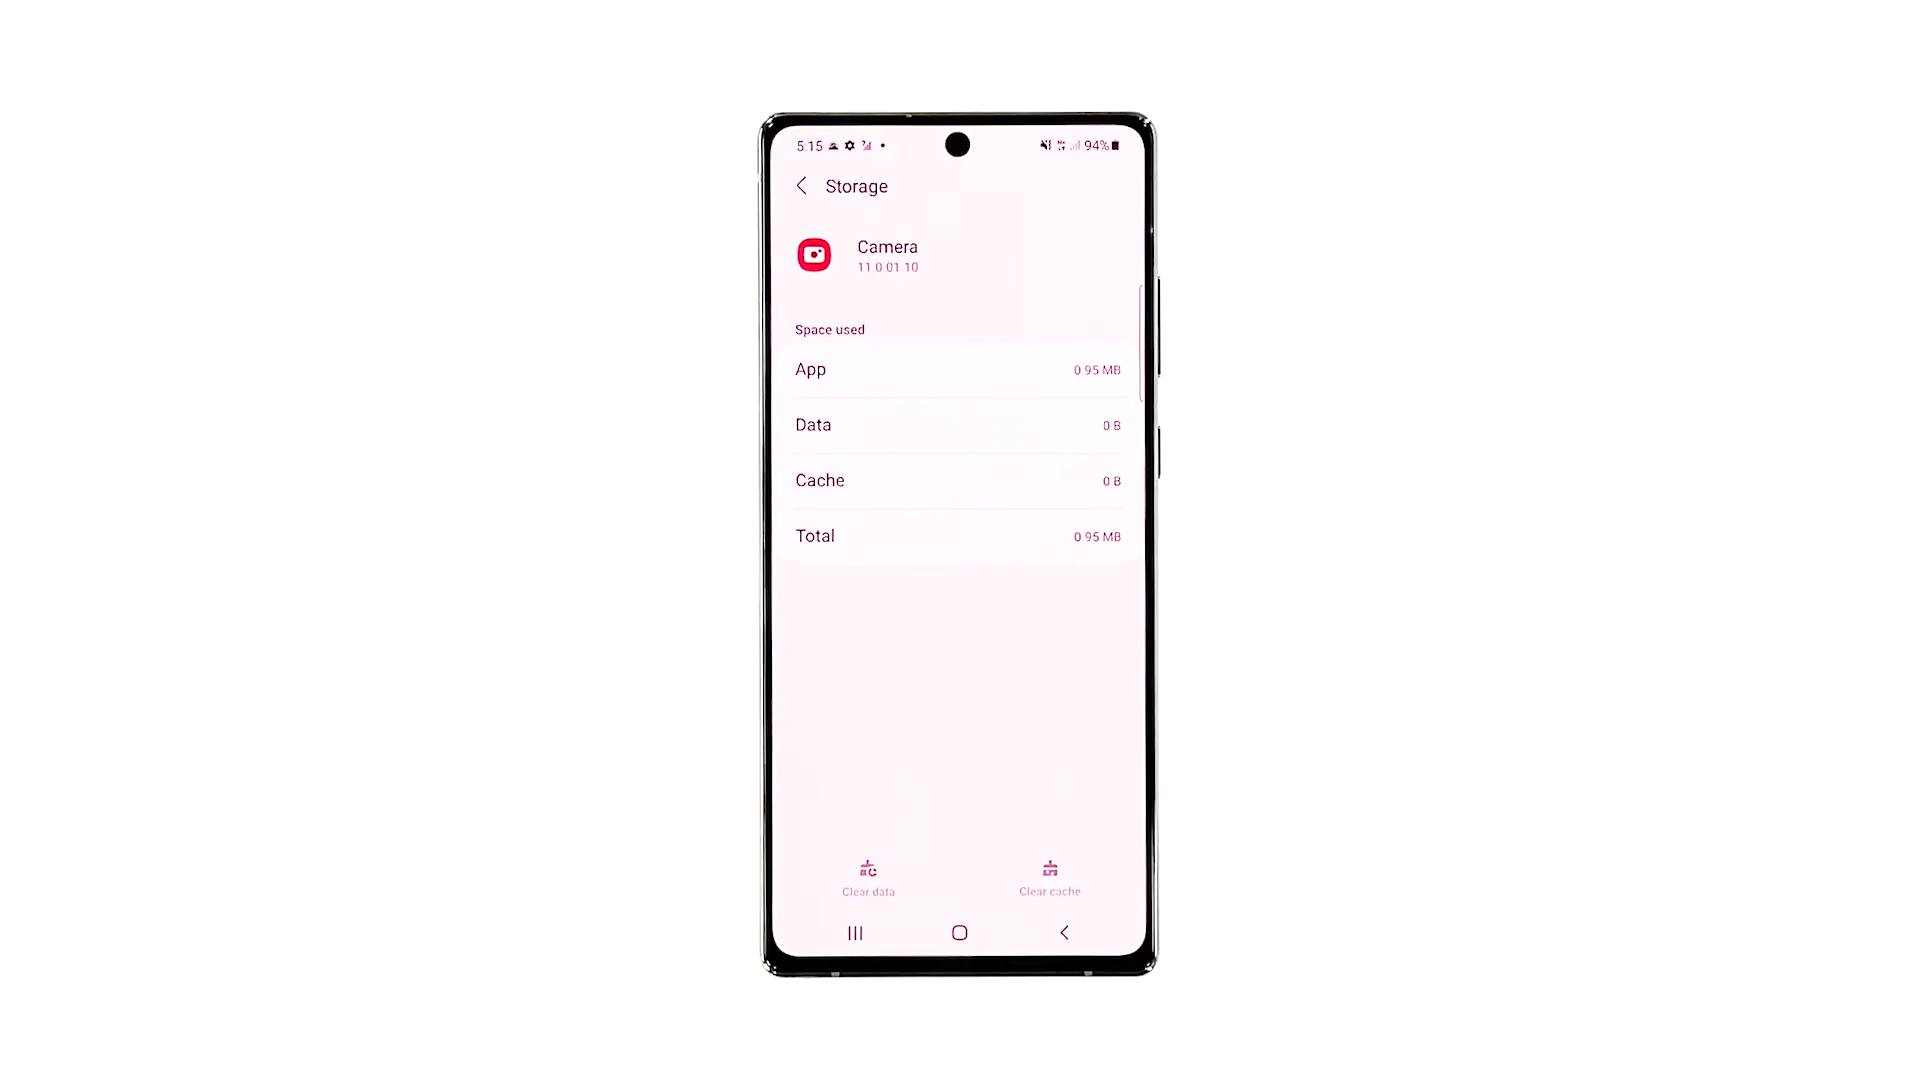 5:15 94%
Storage
Camera
11 0 01 10
Space used
App 0 95 MB
Data 0 B
Cache 0 B
Total 0 95 MB
Clear data Clear cache